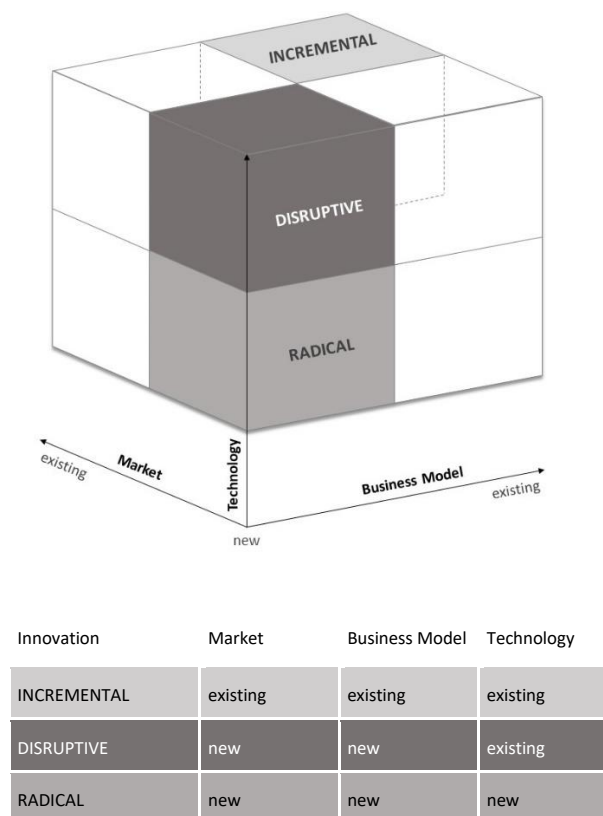 INCREMENTAL
DISRUPTIVE
RADICAL
existing
Market
Technology
Business Model
existing
new
Innovation Market Business Model Technology
INCREMENTAL existing existing existing
DISRUPTIVE new new existing
RADICAL new new new